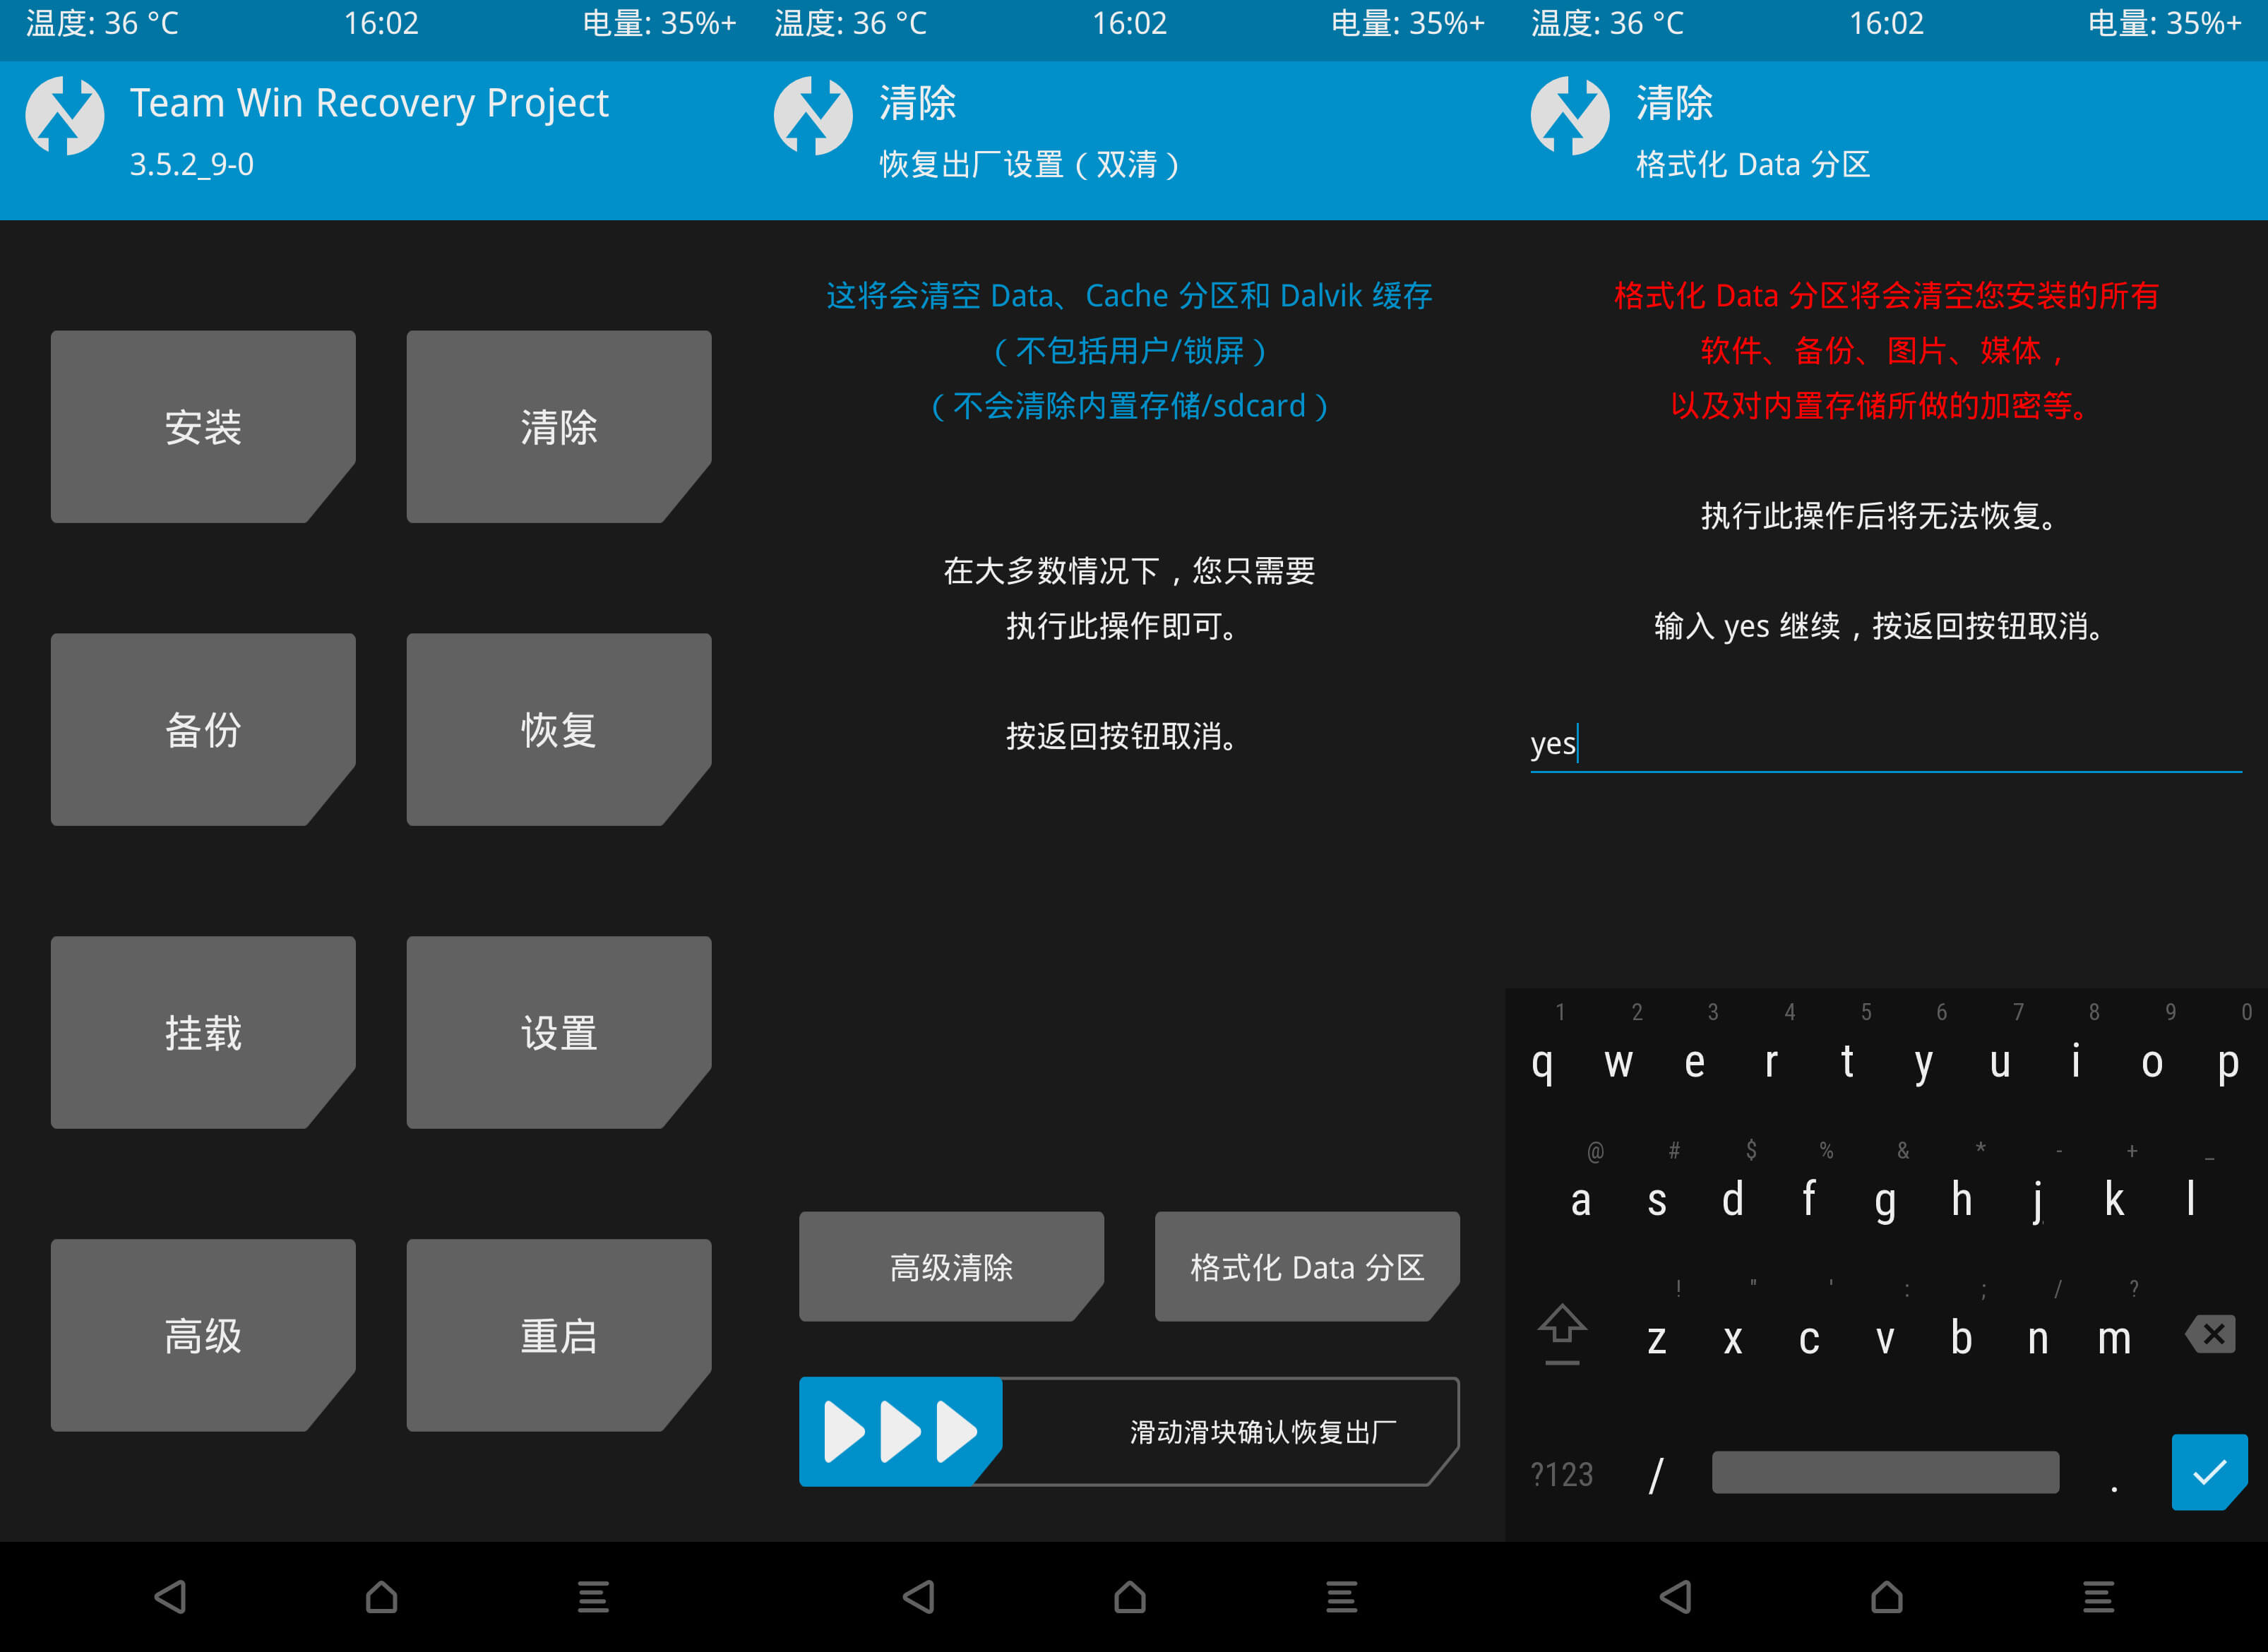 温度: 36 °C 16:02 电量: 35%+
Team Win Recovery Project
3.5.2_9-0
安装 清除
备份 恢复
挂载 设置
高级 重启
温度: 36 °C 16:02 电量: 35%+
清除
恢复出厂设置（双清）
这将会清空 Data、Cache 分区和 Dalvik 缓存
（不包括用户/锁屏）
（不会清除内置存储/sdcard）
在大多数情况下，您只需要
执行此操作即可。
按返回按钮取消。
高级清除 格式化 Data 分区
滑动滑块确认恢复出厂
温度: 36 °C 16:02 电量: 35%+
清除
格式化 Data 分区
格式化 Data 分区将会清空您安装的所有
软件、备份、图片、媒体，
以及对内置存储所做的加密等。
执行此操作后将无法恢复。
输入 yes 继续，按返回按钮取消。
yes
1 2 3 4 5 6 7 8 9 0
q w e r t y u i o p
@ # $ % & * - + _
a s d f g h j k l
! " ' : ; / ?
z x c v b n m
?123 / .